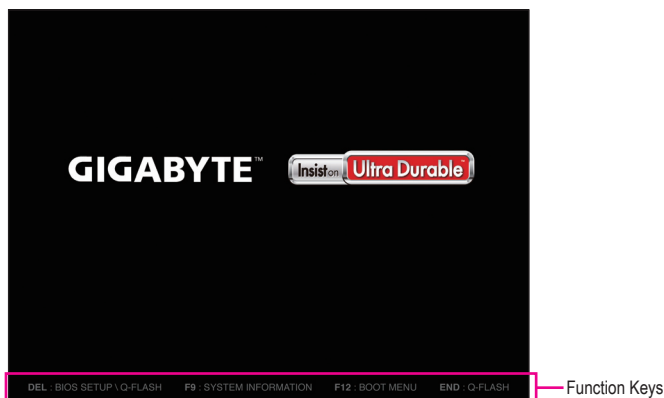 GIGABYTE™
Insist on Ultra Durable™
DEL : BIOS SETUP \ Q-FLASH F9 : SYSTEM INFORMATION F12 : BOOT MENU END : Q-FLASH
Function Keys